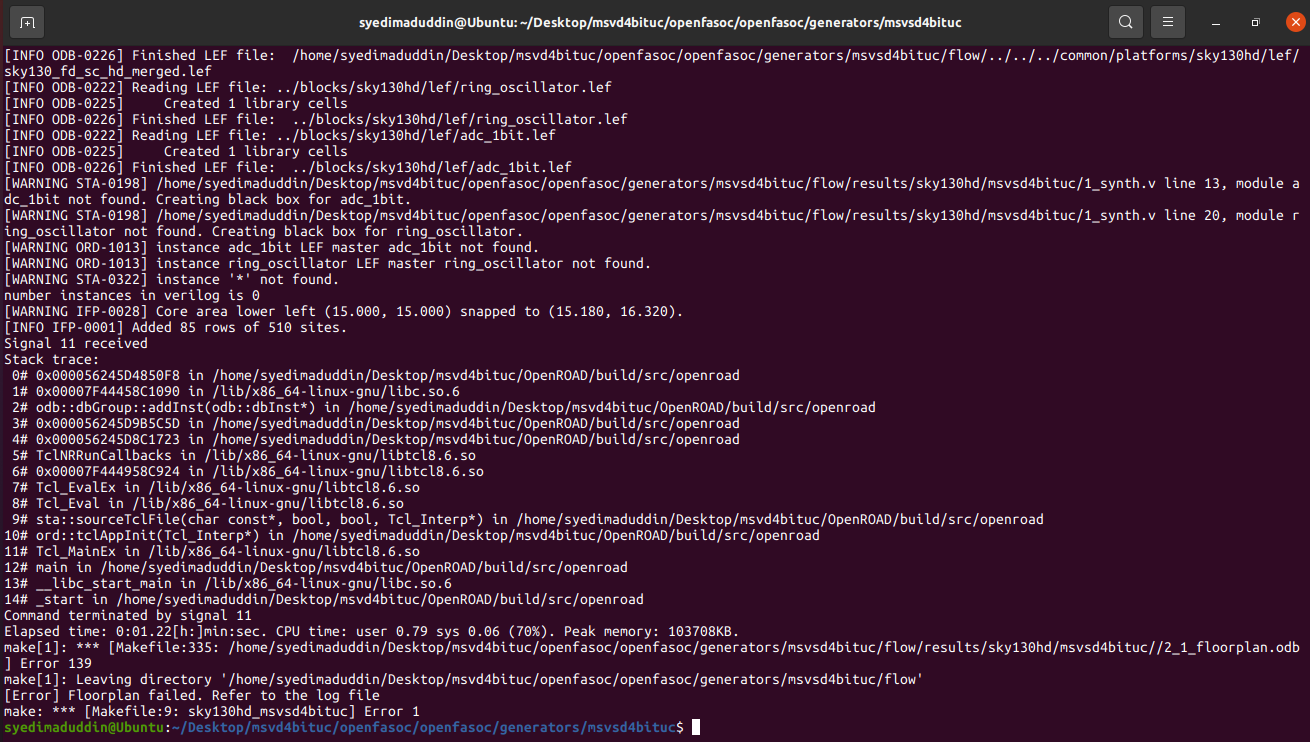 syedimaduddin@Ubuntu: ~/Desktop/msvd4bituc/openfasoc/openfasoc/generators/msvsd4bituc
[INFO ODB-0226] Finished LEF file:  /home/syedimaduddin/Desktop/msvd4bituc/openfasoc/openfasoc/generators/msvsd4bituc/flow/../../../common/platforms/sky130hd/lef/
sky130_fd_sc_hd_merged.lef
[INFO ODB-0222] Reading LEF file: ../blocks/sky130hd/lef/ring_oscillator.lef
[INFO ODB-0225]     Created 1 library cells
[INFO ODB-0226] Finished LEF file:  ../blocks/sky130hd/lef/ring_oscillator.lef
[INFO ODB-0222] Reading LEF file: ../blocks/sky130hd/lef/adc_1bit.lef
[INFO ODB-0225]     Created 1 library cells
[INFO ODB-0226] Finished LEF file:  ../blocks/sky130hd/lef/adc_1bit.lef
[WARNING STA-0198] /home/syedimaduddin/Desktop/msvd4bituc/openfasoc/openfasoc/generators/msvsd4bituc/flow/results/sky130hd/msvsd4bituc/1_synth.v line 13, module a
dc_1bit not found. Creating black box for adc_1bit.
[WARNING STA-0198] /home/syedimaduddin/Desktop/msvd4bituc/openfasoc/openfasoc/generators/msvsd4bituc/flow/results/sky130hd/msvsd4bituc/1_synth.v line 20, module r
ing_oscillator not found. Creating black box for ring_oscillator.
[WARNING ORD-1013] instance adc_1bit LEF master adc_1bit not found.
[WARNING ORD-1013] instance ring_oscillator LEF master ring_oscillator not found.
[WARNING STA-0322] instance '*' not found.
number instances in verilog is 0
[WARNING IFP-0028] Core area lower left (15.000, 15.000) snapped to (15.180, 16.320).
[INFO IFP-0001] Added 85 rows of 510 sites.
Signal 11 received
Stack trace:
 0# 0x000056245D4850F8 in /home/syedimaduddin/Desktop/msvd4bituc/OpenROAD/build/src/openroad
 1# 0x00007F44458C1090 in /lib/x86_64-linux-gnu/libc.so.6
 2# odb::dbGroup::addInst(odb::dbInst*) in /home/syedimaduddin/Desktop/msvd4bituc/OpenROAD/build/src/openroad
 3# 0x000056245D9B5C5D in /home/syedimaduddin/Desktop/msvd4bituc/OpenROAD/build/src/openroad
 4# 0x000056245D8C1723 in /home/syedimaduddin/Desktop/msvd4bituc/OpenROAD/build/src/openroad
 5# TclNRRunCallbacks in /lib/x86_64-linux-gnu/libtcl8.6.so
 6# 0x00007F444958C924 in /lib/x86_64-linux-gnu/libtcl8.6.so
 7# Tcl_EvalEx in /lib/x86_64-linux-gnu/libtcl8.6.so
 8# Tcl_Eval in /lib/x86_64-linux-gnu/libtcl8.6.so
 9# sta::sourceTclFile(char const*, bool, bool, Tcl_Interp*) in /home/syedimaduddin/Desktop/msvd4bituc/OpenROAD/build/src/openroad
10# ord::tclAppInit(Tcl_Interp*) in /home/syedimaduddin/Desktop/msvd4bituc/OpenROAD/build/src/openroad
11# Tcl_MainEx in /lib/x86_64-linux-gnu/libtcl8.6.so
12# main in /home/syedimaduddin/Desktop/msvd4bituc/OpenROAD/build/src/openroad
13# __libc_start_main in /lib/x86_64-linux-gnu/libc.so.6
14# _start in /home/syedimaduddin/Desktop/msvd4bituc/OpenROAD/build/src/openroad
Command terminated by signal 11
Elapsed time: 0:01.22[h:]min:sec. CPU time: user 0.79 sys 0.06 (70%). Peak memory: 103708KB.
make[1]: *** [Makefile:335: /home/syedimaduddin/Desktop/msvd4bituc/openfasoc/openfasoc/generators/msvsd4bituc/flow/results/sky130hd/msvsd4bituc//2_1_floorplan.odb
] Error 139
make[1]: Leaving directory '/home/syedimaduddin/Desktop/msvd4bituc/openfasoc/openfasoc/generators/msvsd4bituc/flow'
[Error] Floorplan failed. Refer to the log file
make: *** [Makefile:9: sky130hd_msvsd4bituc] Error 1
syedimaduddin@Ubuntu:~/Desktop/msvd4bituc/openfasoc/openfasoc/generators/msvsd4bituc$